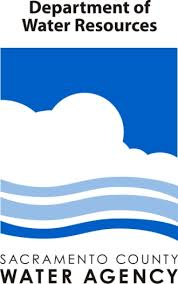 Department of
Water Resources
SACRAMENTO COUNTY
WATER AGENCY